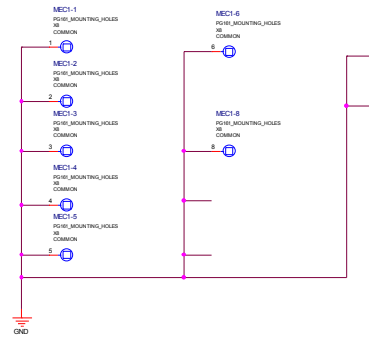 MEC1-1
PG161_MOUNTING_HOLES
X8
COMMON
1
MEC1-2
PG161_MOUNTING_HOLES
X8
COMMON
2
MEC1-3
PG161_MOUNTING_HOLES
X8
COMMON
3
MEC1-4
PG161_MOUNTING_HOLES
X8
COMMON
4
MEC1-5
PG161_MOUNTING_HOLES
X8
COMMON
5
GND
MEC1-6
PG161_MOUNTING_HOLES
X8
COMMON
6
MEC1-8
PG161_MOUNTING_HOLES
X8
COMMON
8